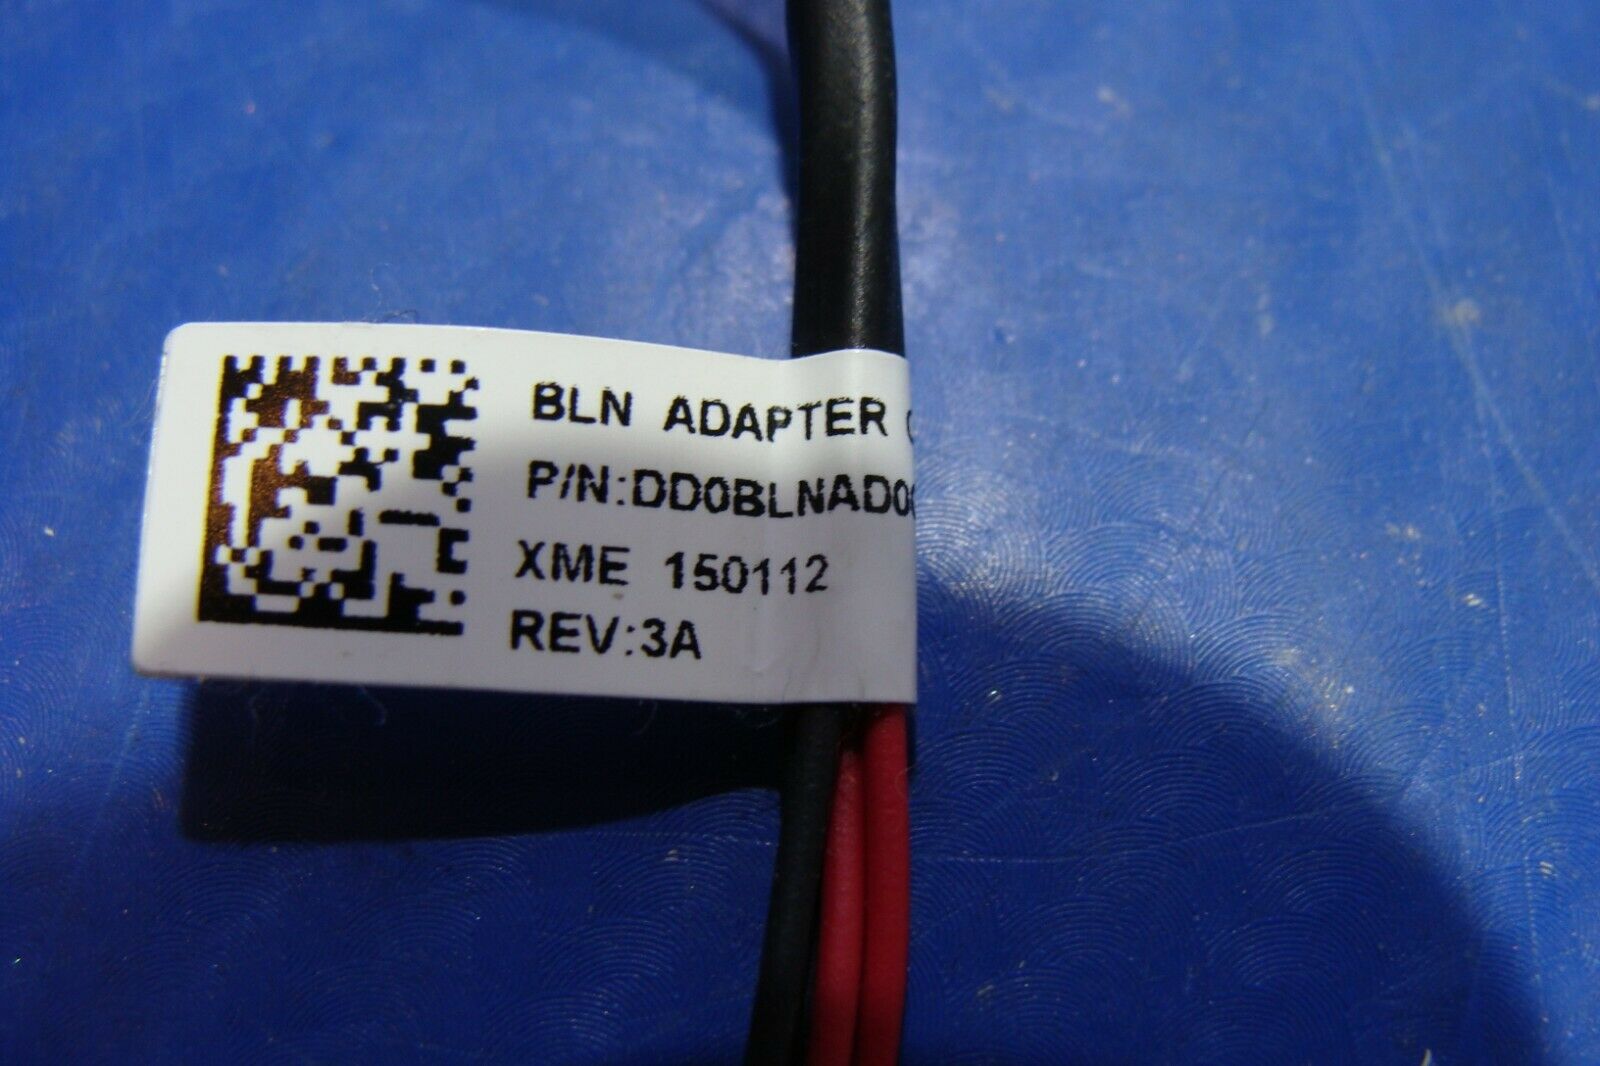 BLN ADAPTER
P/N:DD0BLNAD0
XME 150112
REV:3A